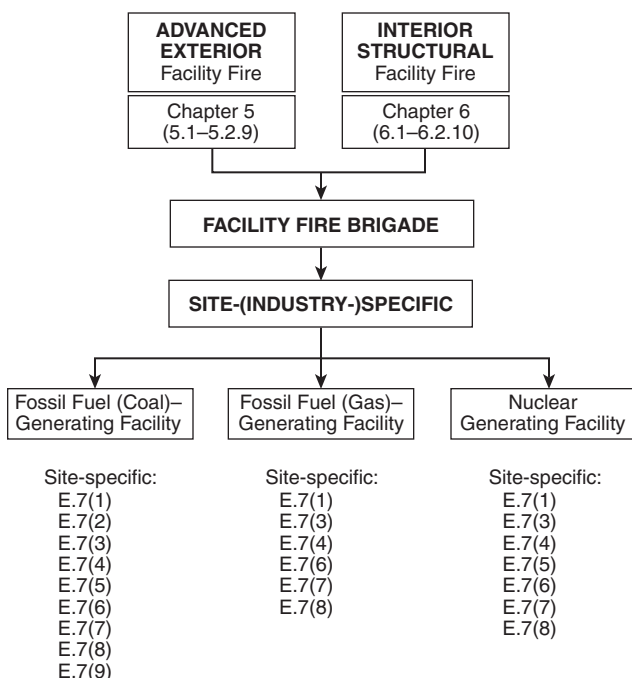 ADVANCED
EXTERIOR
Facility Fire
INTERIOR
STRUCTURAL
Facility Fire
Chapter 5
(5.1–5.2.9)
Chapter 6
(6.1–6.2.10)
FACILITY FIRE BRIGADE
SITE-(INDUSTRY-)SPECIFIC
Fossil Fuel (Coal)–
Generating Facility
Fossil Fuel (Gas)–
Generating Facility
Nuclear
Generating Facility
Site-specific:
E.7(1)
E.7(2)
E.7(3)
E.7(4)
E.7(5)
E.7(6)
E.7(7)
E.7(8)
E.7(9)
Site-specific:
E.7(1)
E.7(3)
E.7(4)
E.7(6)
E.7(7)
E.7(8)
Site-specific:
E.7(1)
E.7(3)
E.7(4)
E.7(5)
E.7(6)
E.7(7)
E.7(8)